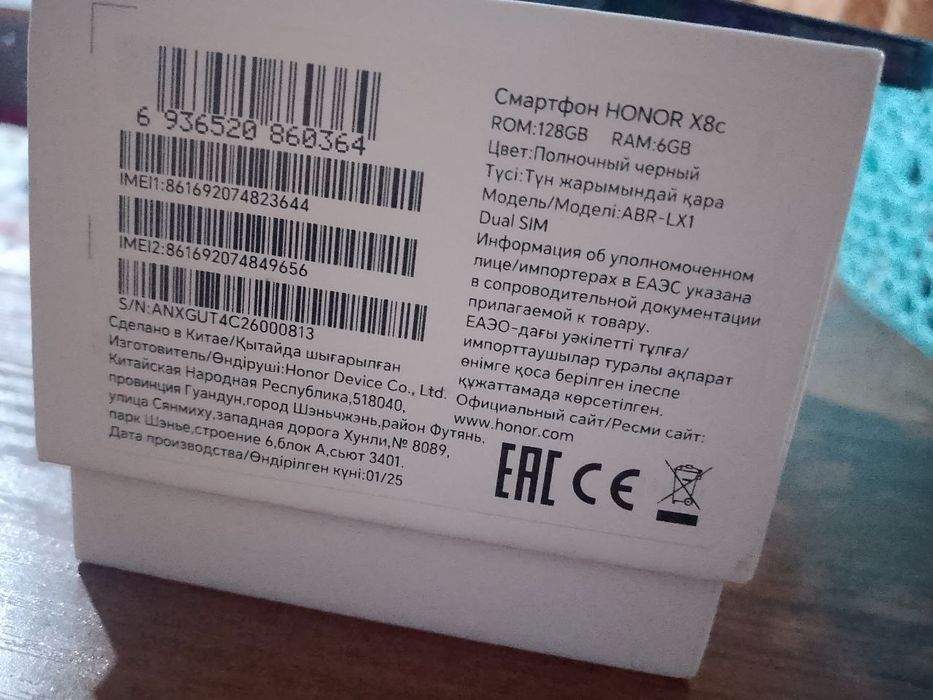 6 936520 860364
IMEI1:861692074823644
IMEI2:861692074849656
S/N:ANXGUT4C26000813
Сделано в Китае/Қытайда шығарылған
Изготовитель/Өндіруші:Honor Device Co., Ltd.
Китайская Народная Республика,518040,
провинция Гуандун,город Шэньчжэнь,район Футянь,
улица Сянмиху,западная дорога Хунли,№ 8089,
парк Шэнье,строение 6,блок А,сьют 3401.
Дата производства/Өндірілген күні:01/25
Смартфон HONOR X8c
ROM:128GB RAM:6GB
Цвет:Полночный черный
Түсі:Түн жарымындай қара
Модель/Моделі:ABR-LX1
Dual SIM
Информация об уполномоченном
лице/импортерах в ЕАЭС указана
в сопроводительной документации
прилагаемой к товару.
ЕАЭО-дағы уәкілетті тұлға/
импорттаушылар туралы ақпарат
өнімге қоса берілген ілеспе
құжаттамада көрсетілген.
Официальный сайт/Ресми сайт:
www.honor.com
EAC CE